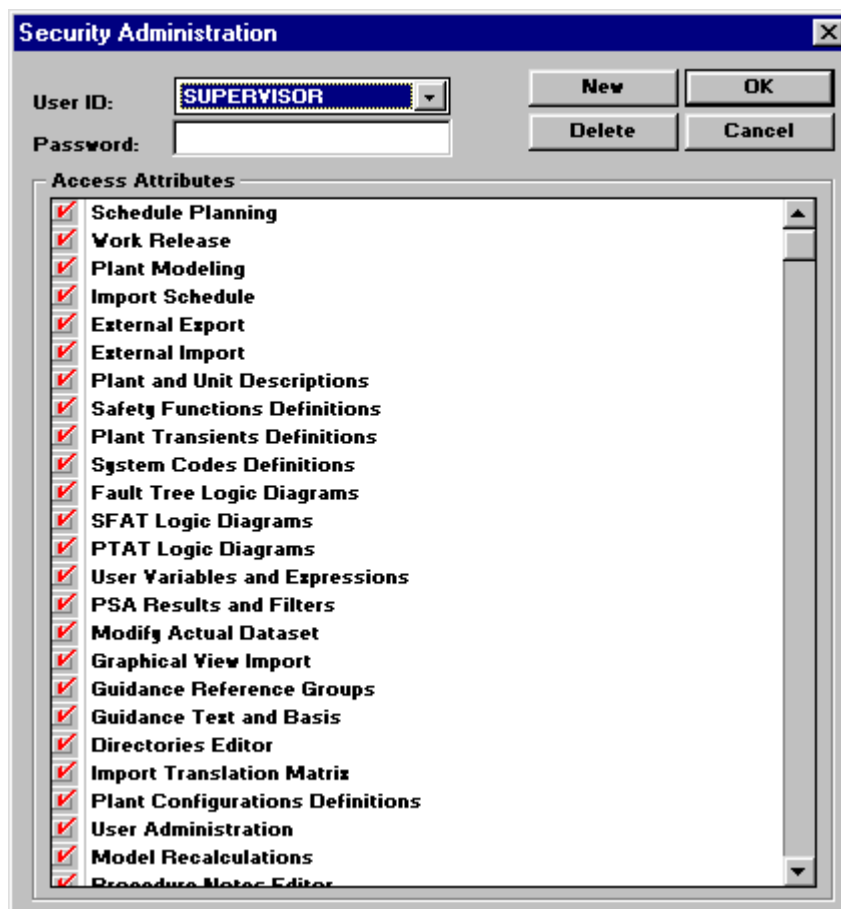 Security Administration
User ID: SUPERVISOR New OK
Password: Delete Cancel
Access Attributes
Schedule Planning
Work Release
Plant Modeling
Import Schedule
External Export
External Import
Plant and Unit Descriptions
Safety Functions Definitions
Plant Transients Definitions
System Codes Definitions
Fault Tree Logic Diagrams
SFAT Logic Diagrams
PTAT Logic Diagrams
User Variables and Expressions
PSA Results and Filters
Modify Actual Dataset
Graphical View Import
Guidance Reference Groups
Guidance Text and Basis
Directories Editor
Import Translation Matrix
Plant Configurations Definitions
User Administration
Model Recalculations
Procedure Notes Editor